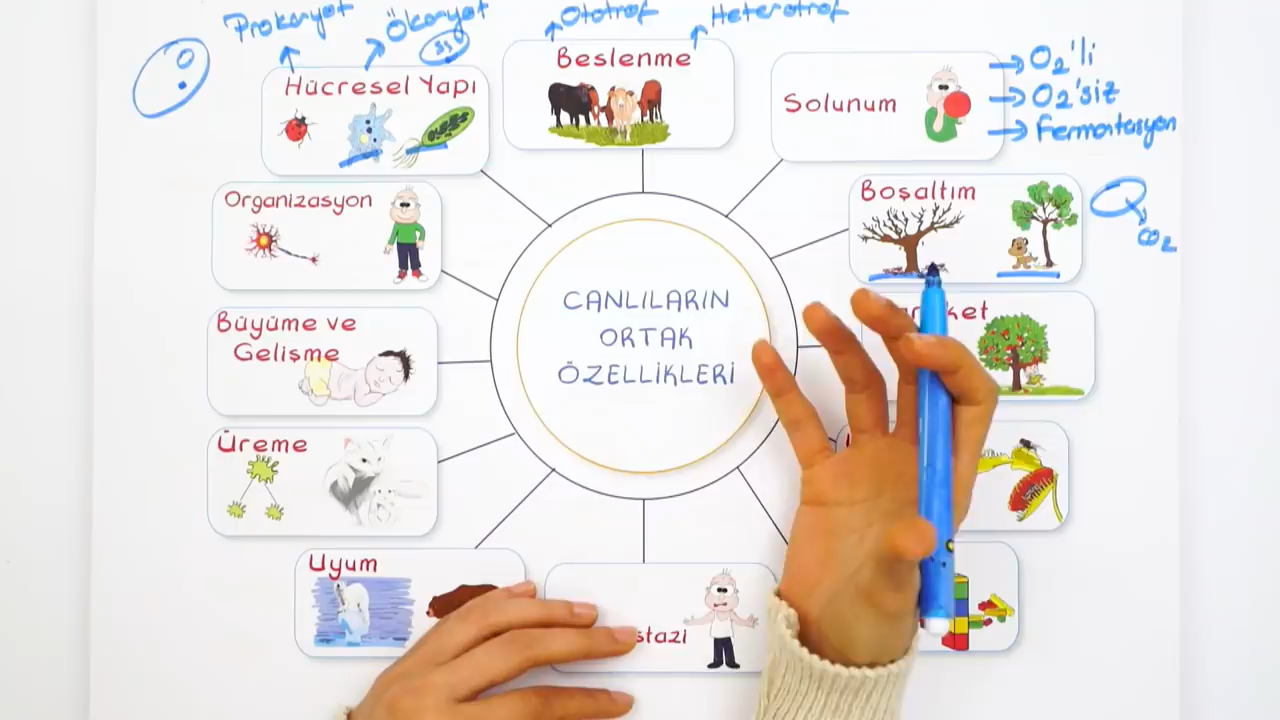 Prokaryot
Ökaryot
Ototrof
Heterotrof
Hücresel Yapı
Beslenme
Solunum
O₂'li
O₂'siz
Fermantasyon
Organizasyon
Boşaltım
CO₂
Büyüme ve
Gelişme
CANLILARIN
ORTAK
ÖZELLİKLERİ
Üreme
Uyum